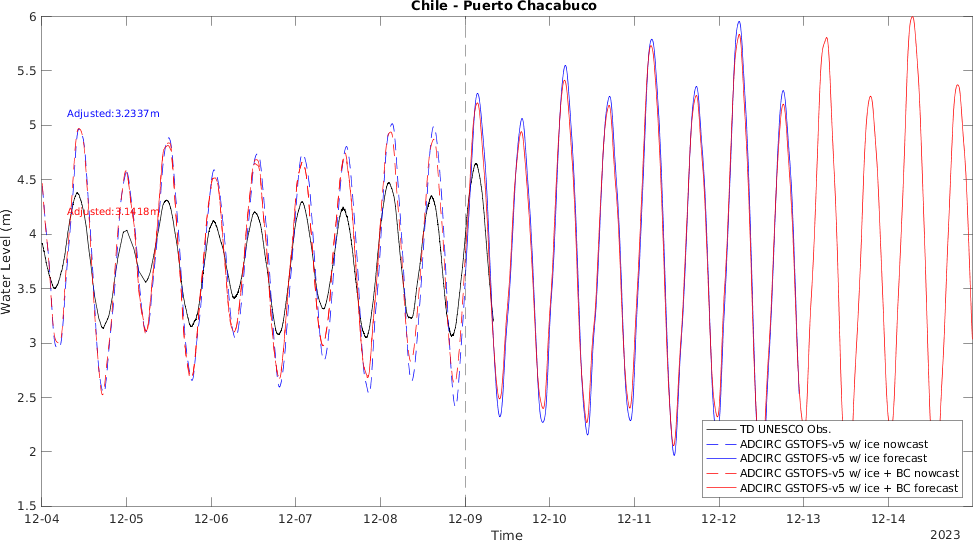 Chile - Puerto Chacabuco
6
5.5
5
4.5
4
3.5
3
2.5
2
1.5
Water Level (m)
Adjusted:3.2337m
Adjusted:3.1418m
TD UNESCO Obs.
ADCIRC GSTOFS-v5 w/ ice nowcast
ADCIRC GSTOFS-v5 w/ ice forecast
ADCIRC GSTOFS-v5 w/ ice + BC nowcast
ADCIRC GSTOFS-v5 w/ ice + BC forecast
12-04 12-05 12-06 12-07 12-08 12-09 12-10 12-11 12-12 12-13 12-14
Time
2023